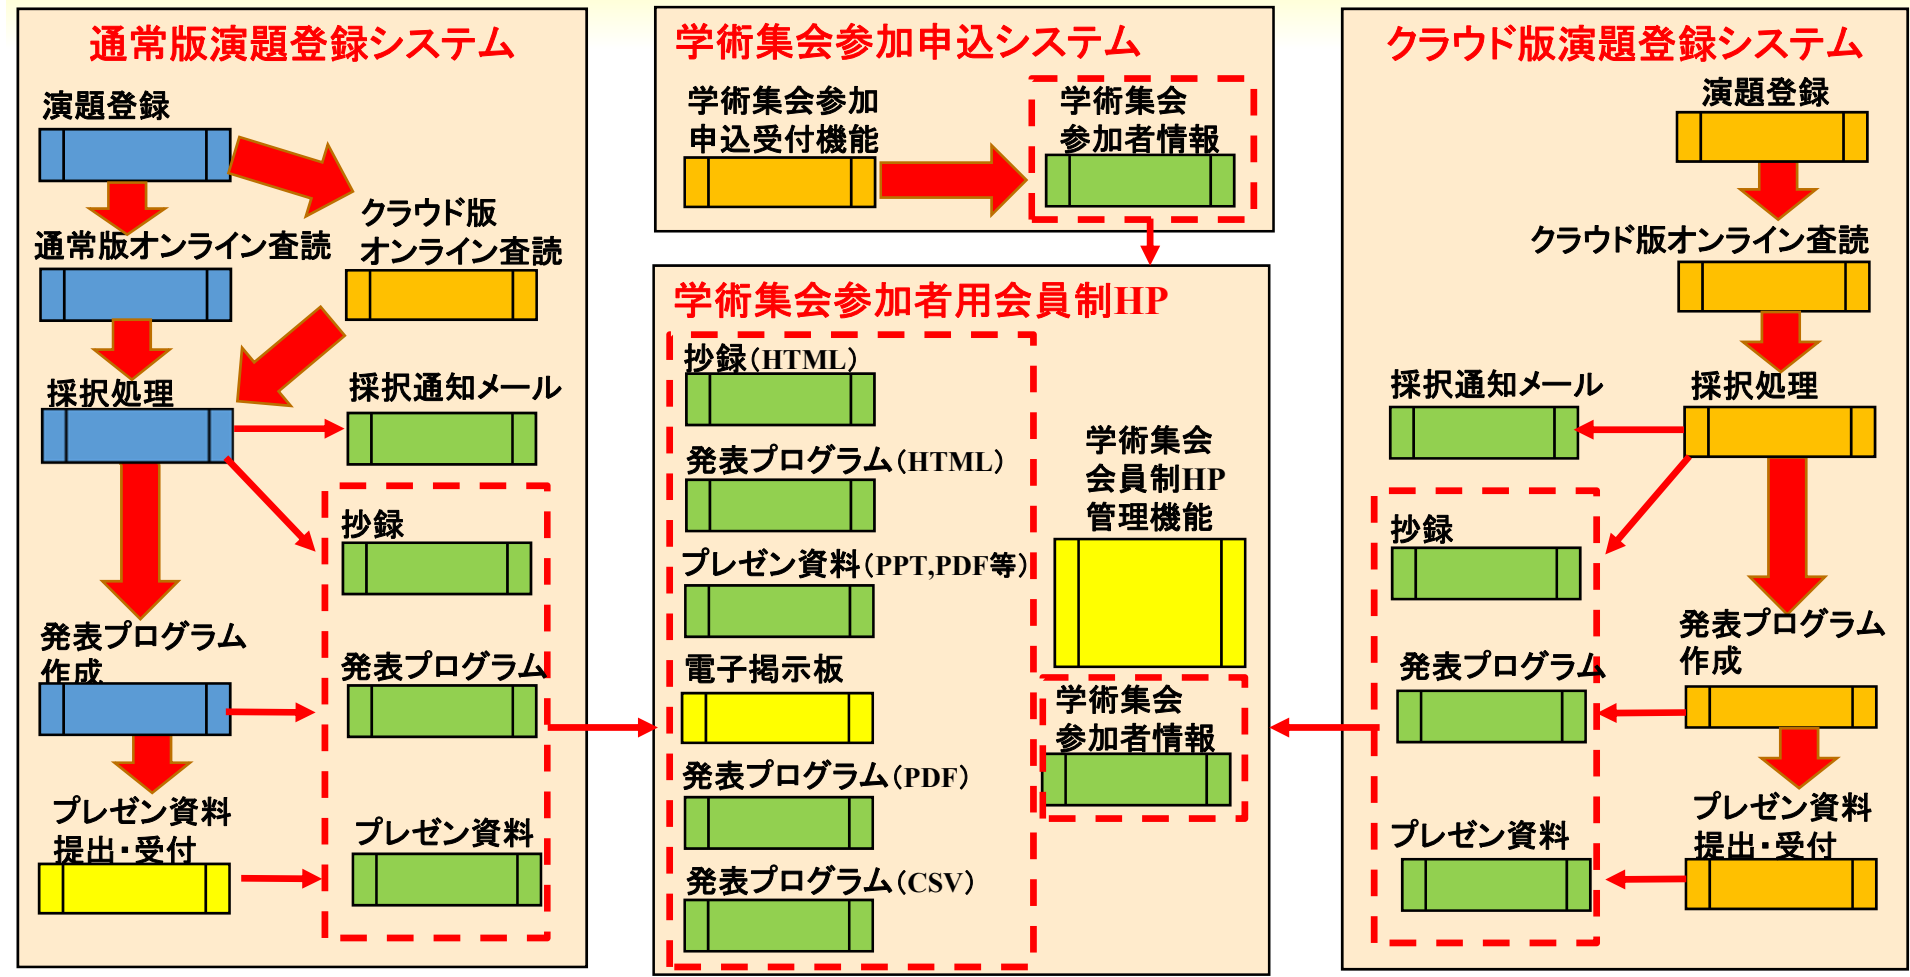 通常版演題登録システム
演題登録
通常版オンライン査読
クラウド版
オンライン査読
採択処理
採択通知メール
抄録
発表プログラム
作成
発表プログラム
プレゼン資料
提出・受付
プレゼン資料
学術集会参加申込システム
学術集会参加
申込受付機能
学術集会
参加者情報
学術集会参加者用会員制HP
抄録(HTML)
発表プログラム(HTML)
プレゼン資料(PPT,PDF等)
電子掲示板
発表プログラム(PDF)
発表プログラム(CSV)
学術集会
会員制HP
管理機能
学術集会
参加者情報
クラウド版演題登録システム
演題登録
クラウド版オンライン査読
採択通知メール
採択処理
抄録
発表プログラム
作成
発表プログラム
プレゼン資料
提出・受付
プレゼン資料